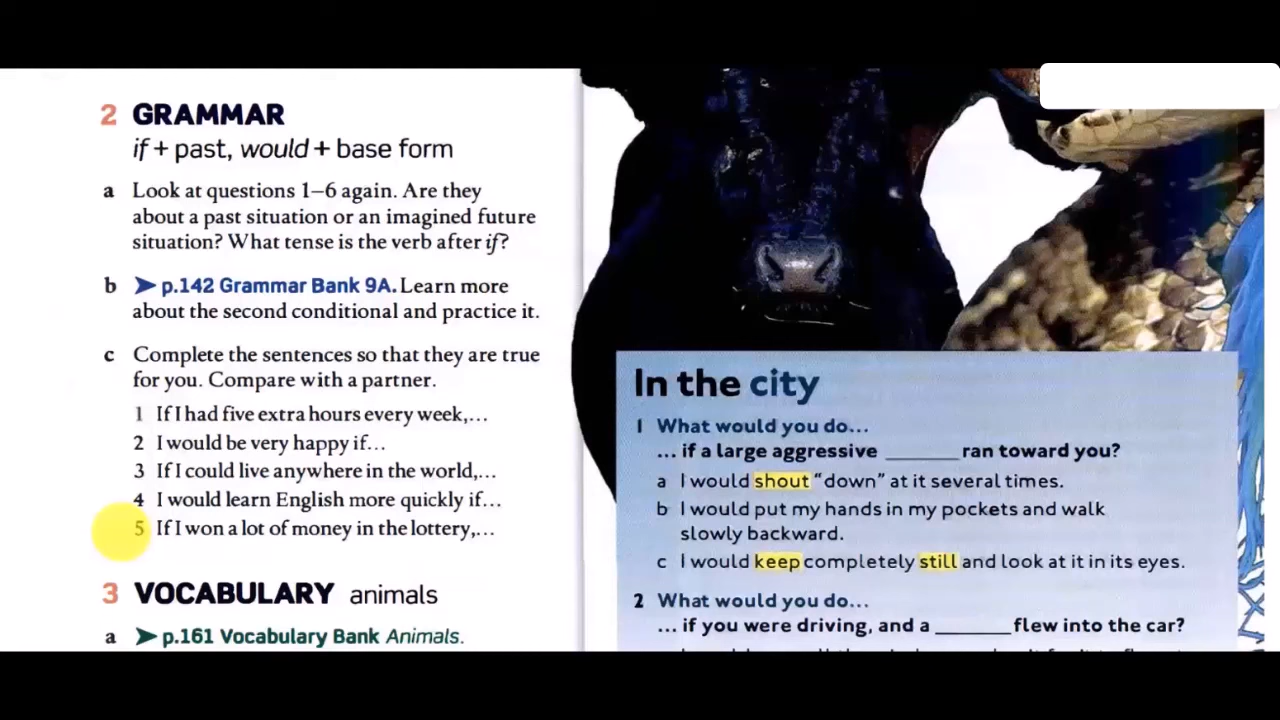 2 GRAMMAR
if + past, would + base form
a Look at questions 1–6 again. Are they
about a past situation or an imagined future
situation? What tense is the verb after if?
b ➤ p.142 Grammar Bank 9A. Learn more
about the second conditional and practice it.
c Complete the sentences so that they are true
for you. Compare with a partner.
1 If I had five extra hours every week,...
2 I would be very happy if...
3 If I could live anywhere in the world,...
4 I would learn English more quickly if...
5 If I won a lot of money in the lottery,...
3 VOCABULARY animals
a ➤ p.161 Vocabulary Bank Animals.
In the city
1 What would you do...
... if a large aggressive ______ ran toward you?
a I would shout “down” at it several times.
b I would put my hands in my pockets and walk
slowly backward.
c I would keep completely still and look at it in its eyes.
2 What would you do...
... if you were driving, and a ______ flew into the car?